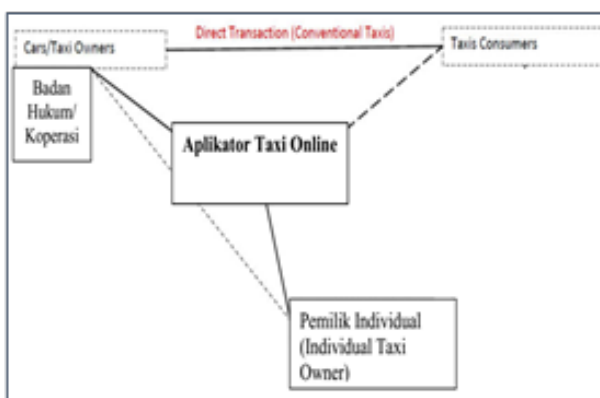 Direct Transaction (Conventional Taxis)
Cars/Taxi Owners
Taxis Consumers
Badan
Hukum/
Koperasi
Aplikator Taxi Online
Pemilik Individual
(Individual Taxi
Owner)